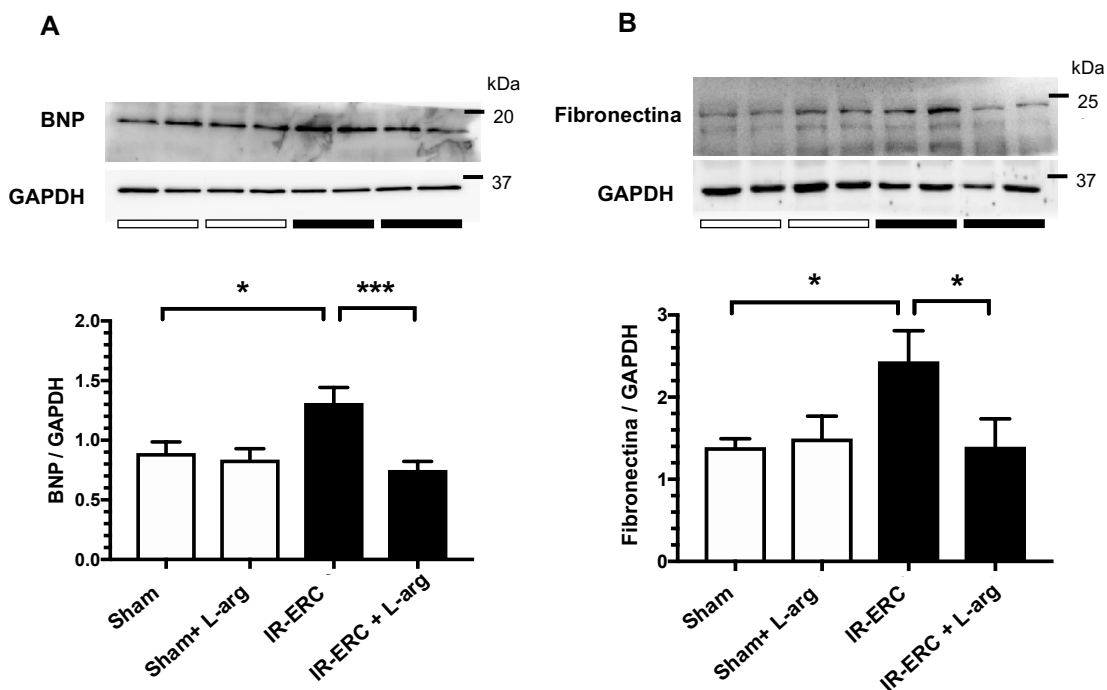 A
kDa
BNP
20
GAPDH
37
*
***
BNP / GAPDH
2.0
1.5
1.0
0.5
0.0
Sham
Sham+ L-arg
IR-ERC
IR-ERC + L-arg
B
kDa
Fibronectina
25
GAPDH
37
*
*
Fibronectina / GAPDH
3
2
1
0
Sham
Sham+ L-arg
IR-ERC
IR-ERC + L-arg